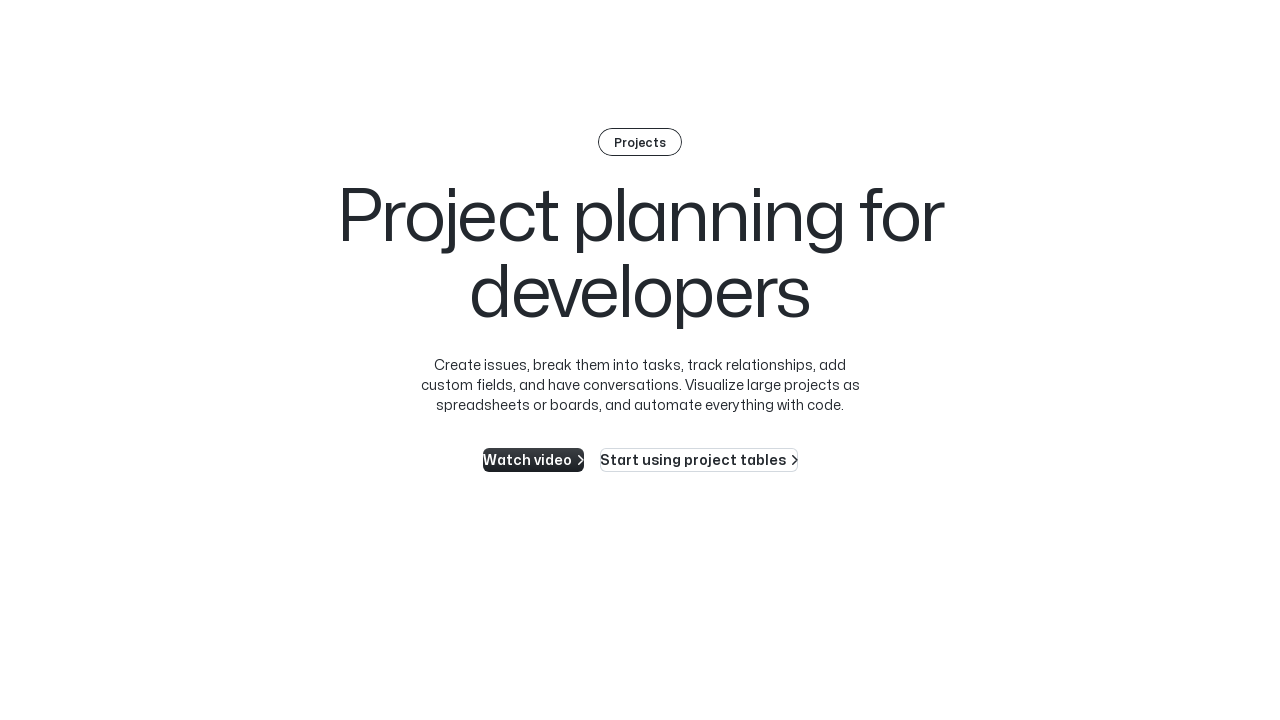 Projects
Project planning for
developers
Create issues, break them into tasks, track relationships, add
custom fields, and have conversations. Visualize large projects as
spreadsheets or boards, and automate everything with code.
Watch video
Start using project tables